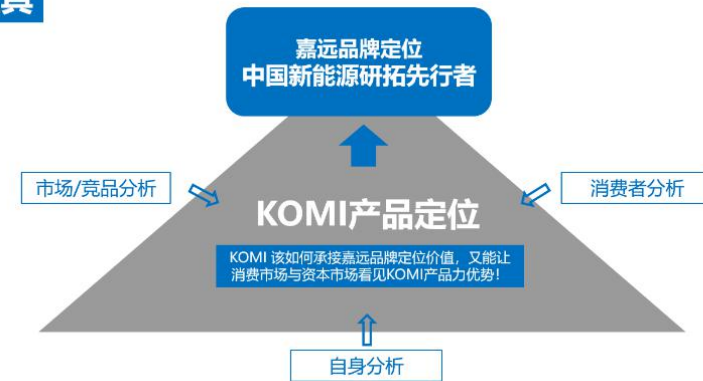 嘉远品牌定位
中国新能源研拓先行者
市场/竞品分析
消费者分析
KOMI产品定位
KOMI 该如何承接嘉远品牌定位价值，又能让
消费市场与资本市场看见KOMI产品力优势！
自身分析